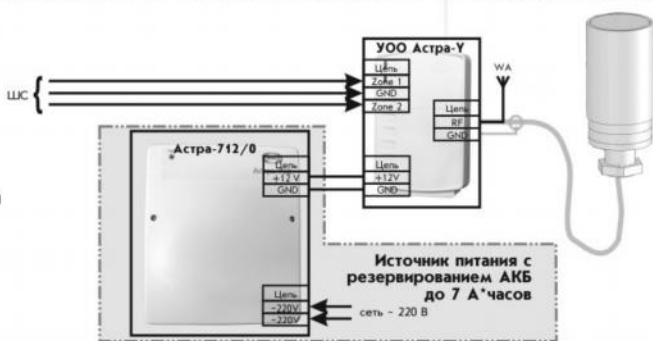 УОО Астра-Y
WA
Цепь
Zone 1
GND
Zone 2
ШС {
Цепь
RF
GND
Астра-712/0
Цепь
+12 V
GND
Цепь
+12V
GND
Источник питания с
резервированием АКБ
до 7 А*часов
Цепь
~220V
~220V
сеть ~ 220 В